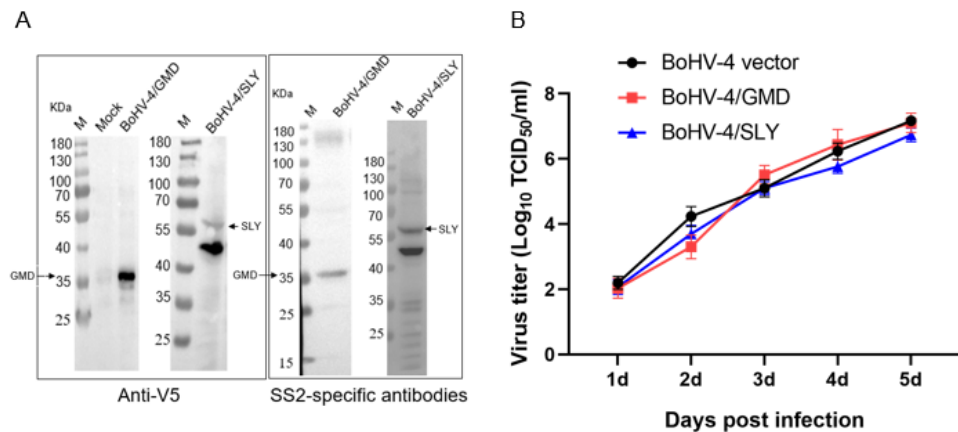 A
KDa
M
Mock
BoHV-4/GMD
180
130
100
70
55
40
35
25
GMD
M
BoHV-4/SLY
180
130
100
70
55
40
35
25
SLY
Anti-V5
KDa
M
BoHV-4/GMD
180
130
100
70
55
40
35
25
15
GMD
M
BoHV-4/SLY
180
130
100
70
55
40
35
25
SLY
SS2-specific antibodies
B
BoHV-4 vector
BoHV-4/GMD
BoHV-4/SLY
Virus titer (Log10 TCID50/ml)
8
6
4
2
0
1d 2d 3d 4d 5d
Days post infection